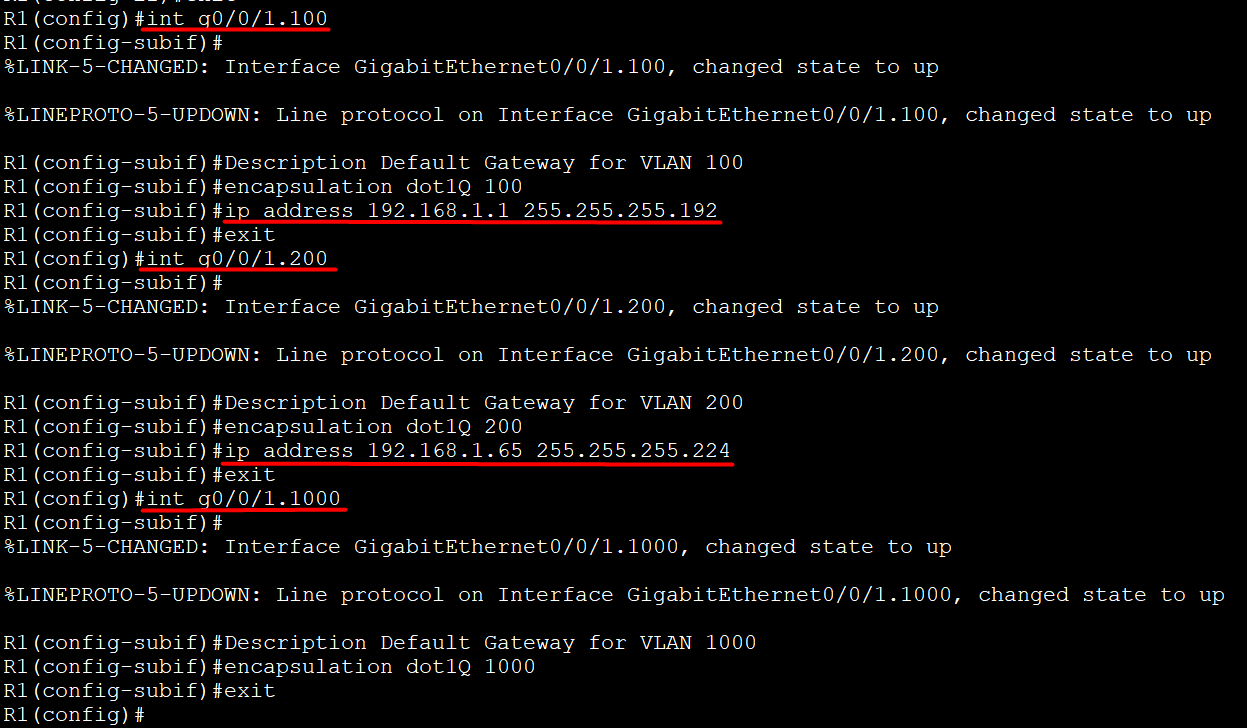 R1(config)#int g0/0/1.100
R1(config-subif)#
%LINK-5-CHANGED: Interface GigabitEthernet0/0/1.100, changed state to up
%LINEPROTO-5-UPDOWN: Line protocol on Interface GigabitEthernet0/0/1.100, changed state to up
R1(config-subif)#Description Default Gateway for VLAN 100
R1(config-subif)#encapsulation dot1Q 100
R1(config-subif)#ip address 192.168.1.1 255.255.255.192
R1(config-subif)#exit
R1(config)#int g0/0/1.200
R1(config-subif)#
%LINK-5-CHANGED: Interface GigabitEthernet0/0/1.200, changed state to up
%LINEPROTO-5-UPDOWN: Line protocol on Interface GigabitEthernet0/0/1.200, changed state to up
R1(config-subif)#Description Default Gateway for VLAN 200
R1(config-subif)#encapsulation dot1Q 200
R1(config-subif)#ip address 192.168.1.65 255.255.255.224
R1(config-subif)#exit
R1(config)#int g0/0/1.1000
R1(config-subif)#
%LINK-5-CHANGED: Interface GigabitEthernet0/0/1.1000, changed state to up
%LINEPROTO-5-UPDOWN: Line protocol on Interface GigabitEthernet0/0/1.1000, changed state to up
R1(config-subif)#Description Default Gateway for VLAN 1000
R1(config-subif)#encapsulation dot1Q 1000
R1(config-subif)#exit
R1(config)#